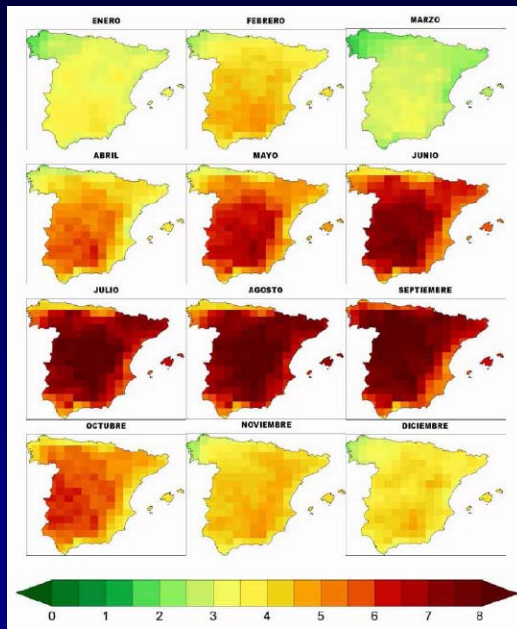 ENERO FEBRERO MARZO
ABRIL MAYO JUNIO
JULIO AGOSTO SEPTIEMBRE
OCTUBRE NOVIEMBRE DICIEMBRE
0 1 2 3 4 5 6 7 8